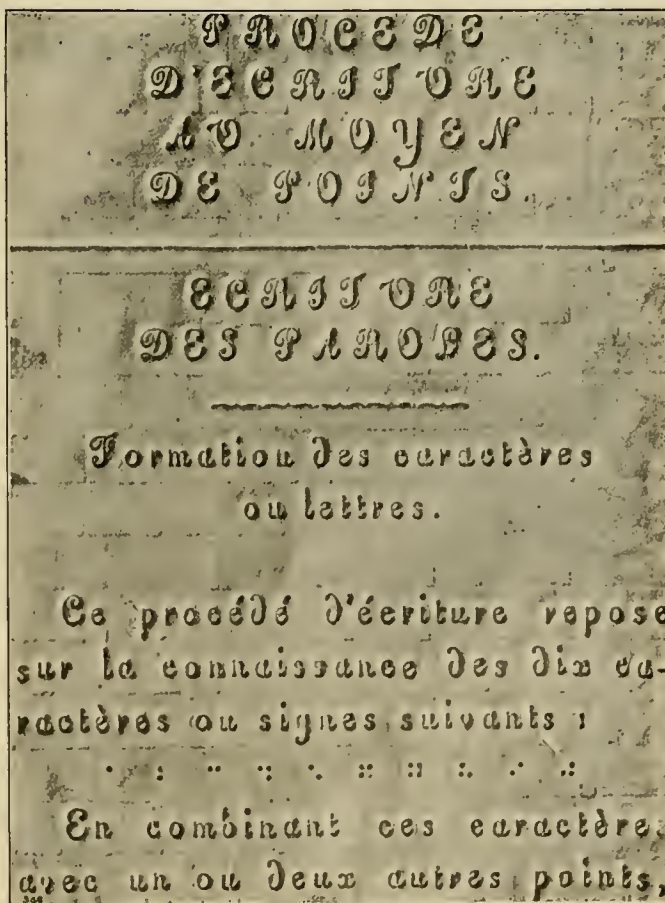 PROCEDE
D'ECRITURE
AU MOYEN
DE POINTS.
ECRITURE
DES PAROLES.
Formation des caractères
ou lettres.
Ce procédé d'écriture repose
sur la connaissance des dix ca-
ractères ou signes suivants :
⠁ ⠃ ⠉ ⠙ ⠑ ⠋ ⠛ ⠓ ⠊ ⠚
En combinant ces caractères
avec un ou deux autres points,